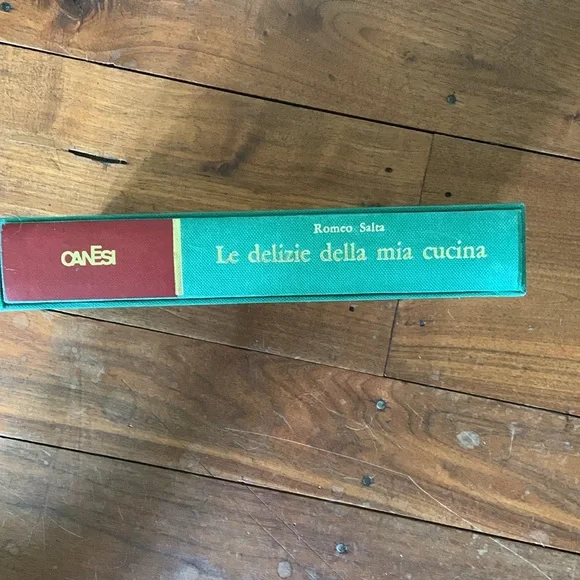 CANESI
Romeo Salta
Le delizie della mia cucina